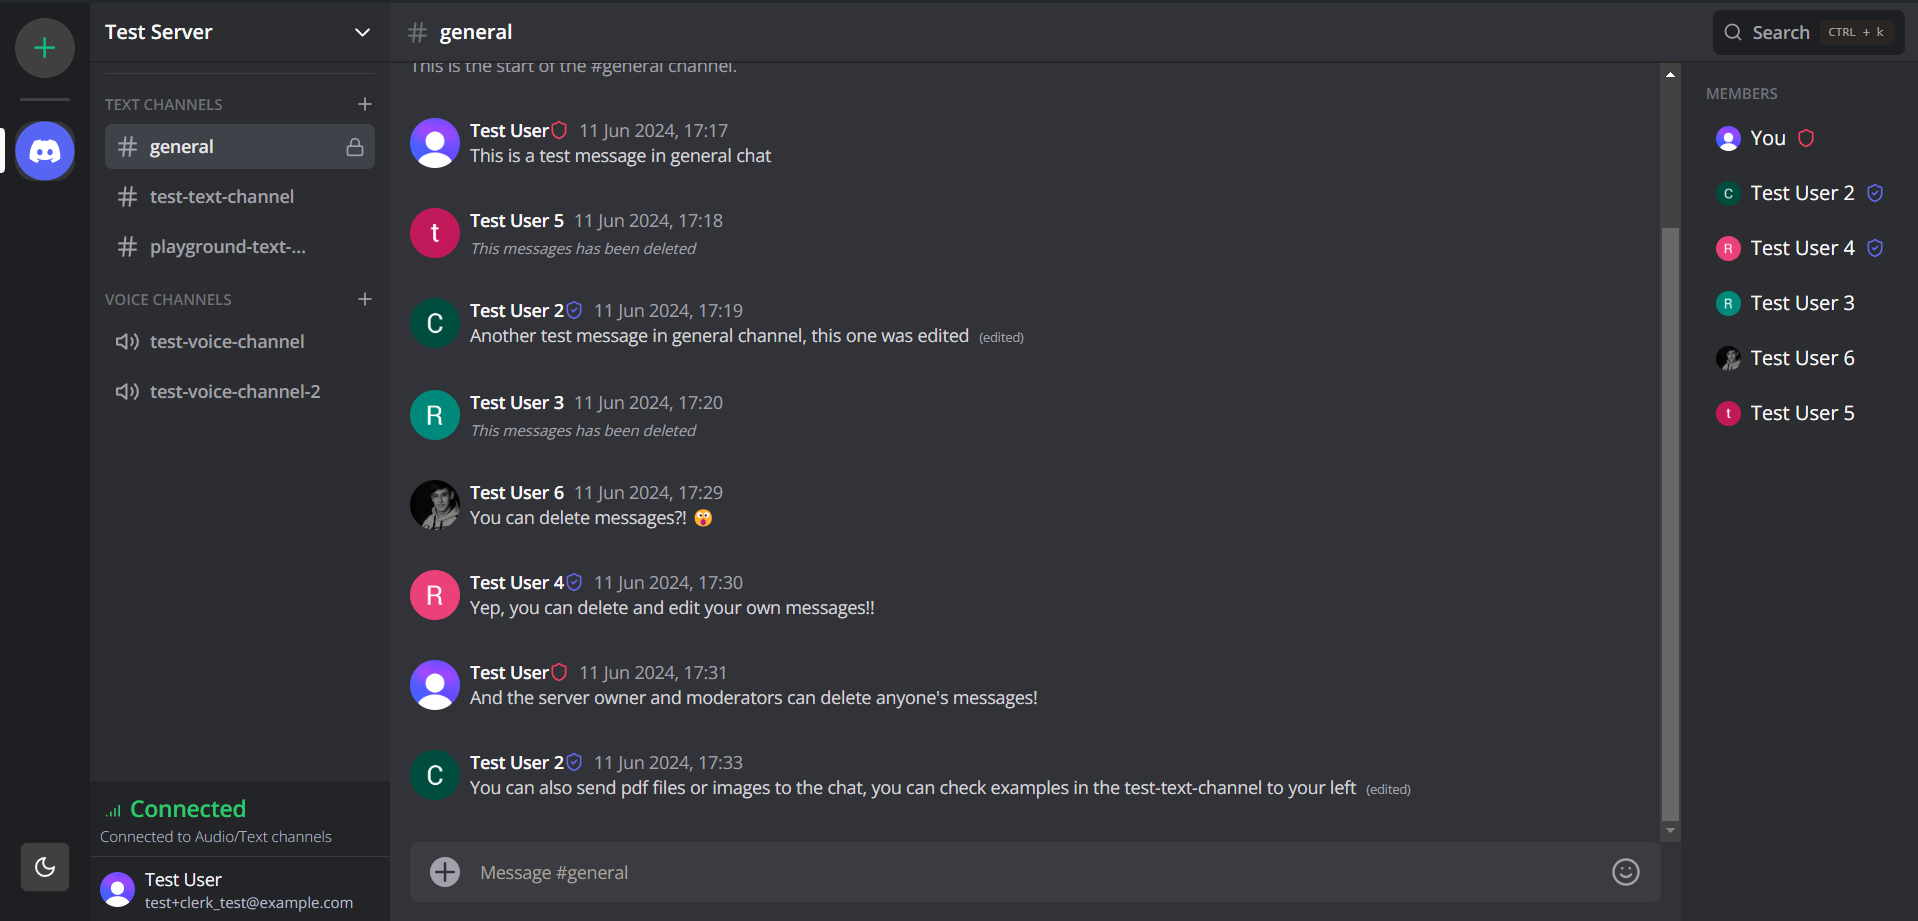 Test Server
TEXT CHANNELS
general
test-text-channel
playground-text-...
VOICE CHANNELS
test-voice-channel
test-voice-channel-2
Connected
Connected to Audio/Text channels
Test User
test+clerk_test@example.com
# general
This is the start of the #general channel.
Test User 11 Jun 2024, 17:17
This is a test message in general chat
t
Test User 5 11 Jun 2024, 17:18
This messages has been deleted
C
Test User 2 11 Jun 2024, 17:19
Another test message in general channel, this one was edited (edited)
R
Test User 3 11 Jun 2024, 17:20
This messages has been deleted
Test User 6 11 Jun 2024, 17:29
You can delete messages?! 😲
R
Test User 4 11 Jun 2024, 17:30
Yep, you can delete and edit your own messages!!
Test User 11 Jun 2024, 17:31
And the server owner and moderators can delete anyone's messages!
C
Test User 2 11 Jun 2024, 17:33
You can also send pdf files or images to the chat, you can check examples in the test-text-channel to your left (edited)
Message #general
Search CTRL + k
MEMBERS
You
C Test User 2
R Test User 4
R Test User 3
Test User 6
t Test User 5